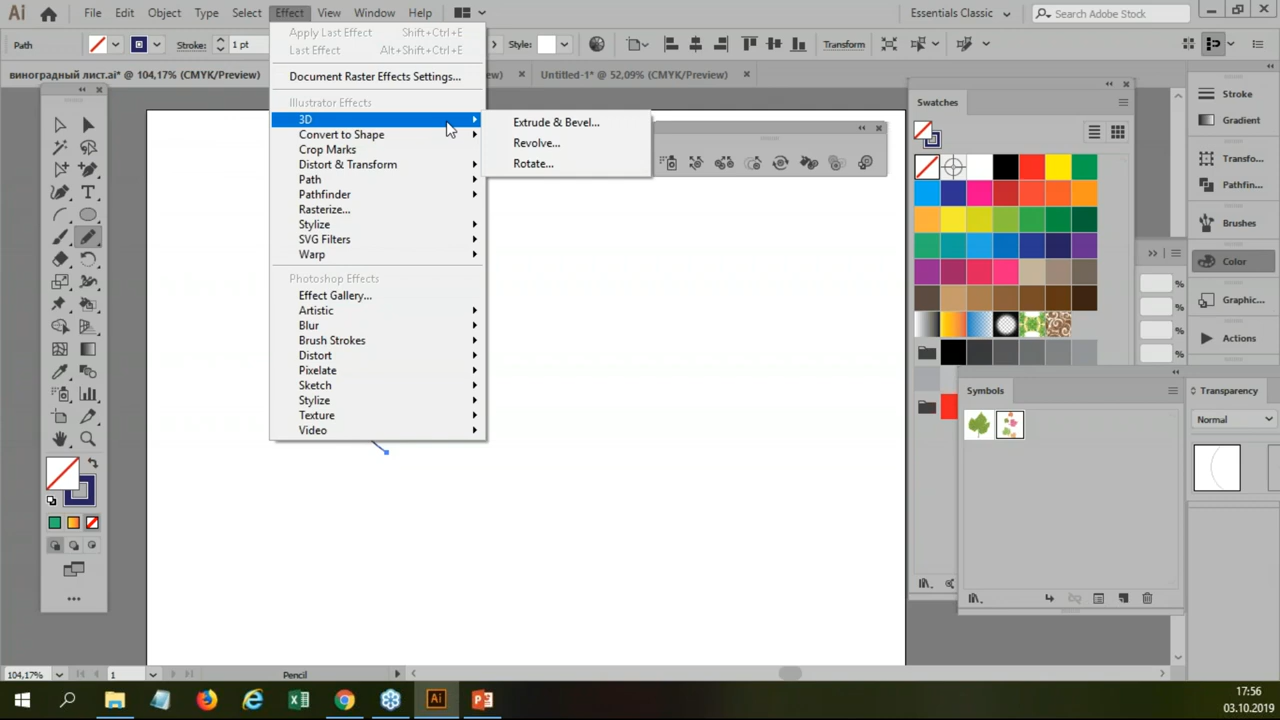 Ai File Edit Object Type Select Effect View Window Help Essentials Classic Search Adobe Stock
Path Stroke: 1 pt Style: Transform
виноградный лист.ai* @ 104,17% (CMYK/Preview) Untitled-1* @ 52,09% (CMYK/Preview)
Apply Last Effect Shift+Ctrl+E
Last Effect Alt+Shift+Ctrl+E
Document Raster Effects Settings...
Illustrator Effects
3D
Convert to Shape
Crop Marks
Distort & Transform
Path
Pathfinder
Rasterize...
Stylize
SVG Filters
Warp
Photoshop Effects
Effect Gallery...
Artistic
Blur
Brush Strokes
Distort
Pixelate
Sketch
Stylize
Texture
Video
Extrude & Bevel...
Revolve...
Rotate...
Swatches
Symbols
Stroke
Gradient
Transfo...
Pathfin...
Brushes
Color
Graphic...
Actions
%
%
%
%
Transparency
Normal
104,17% 1 Pencil
17:56
03.10.2019